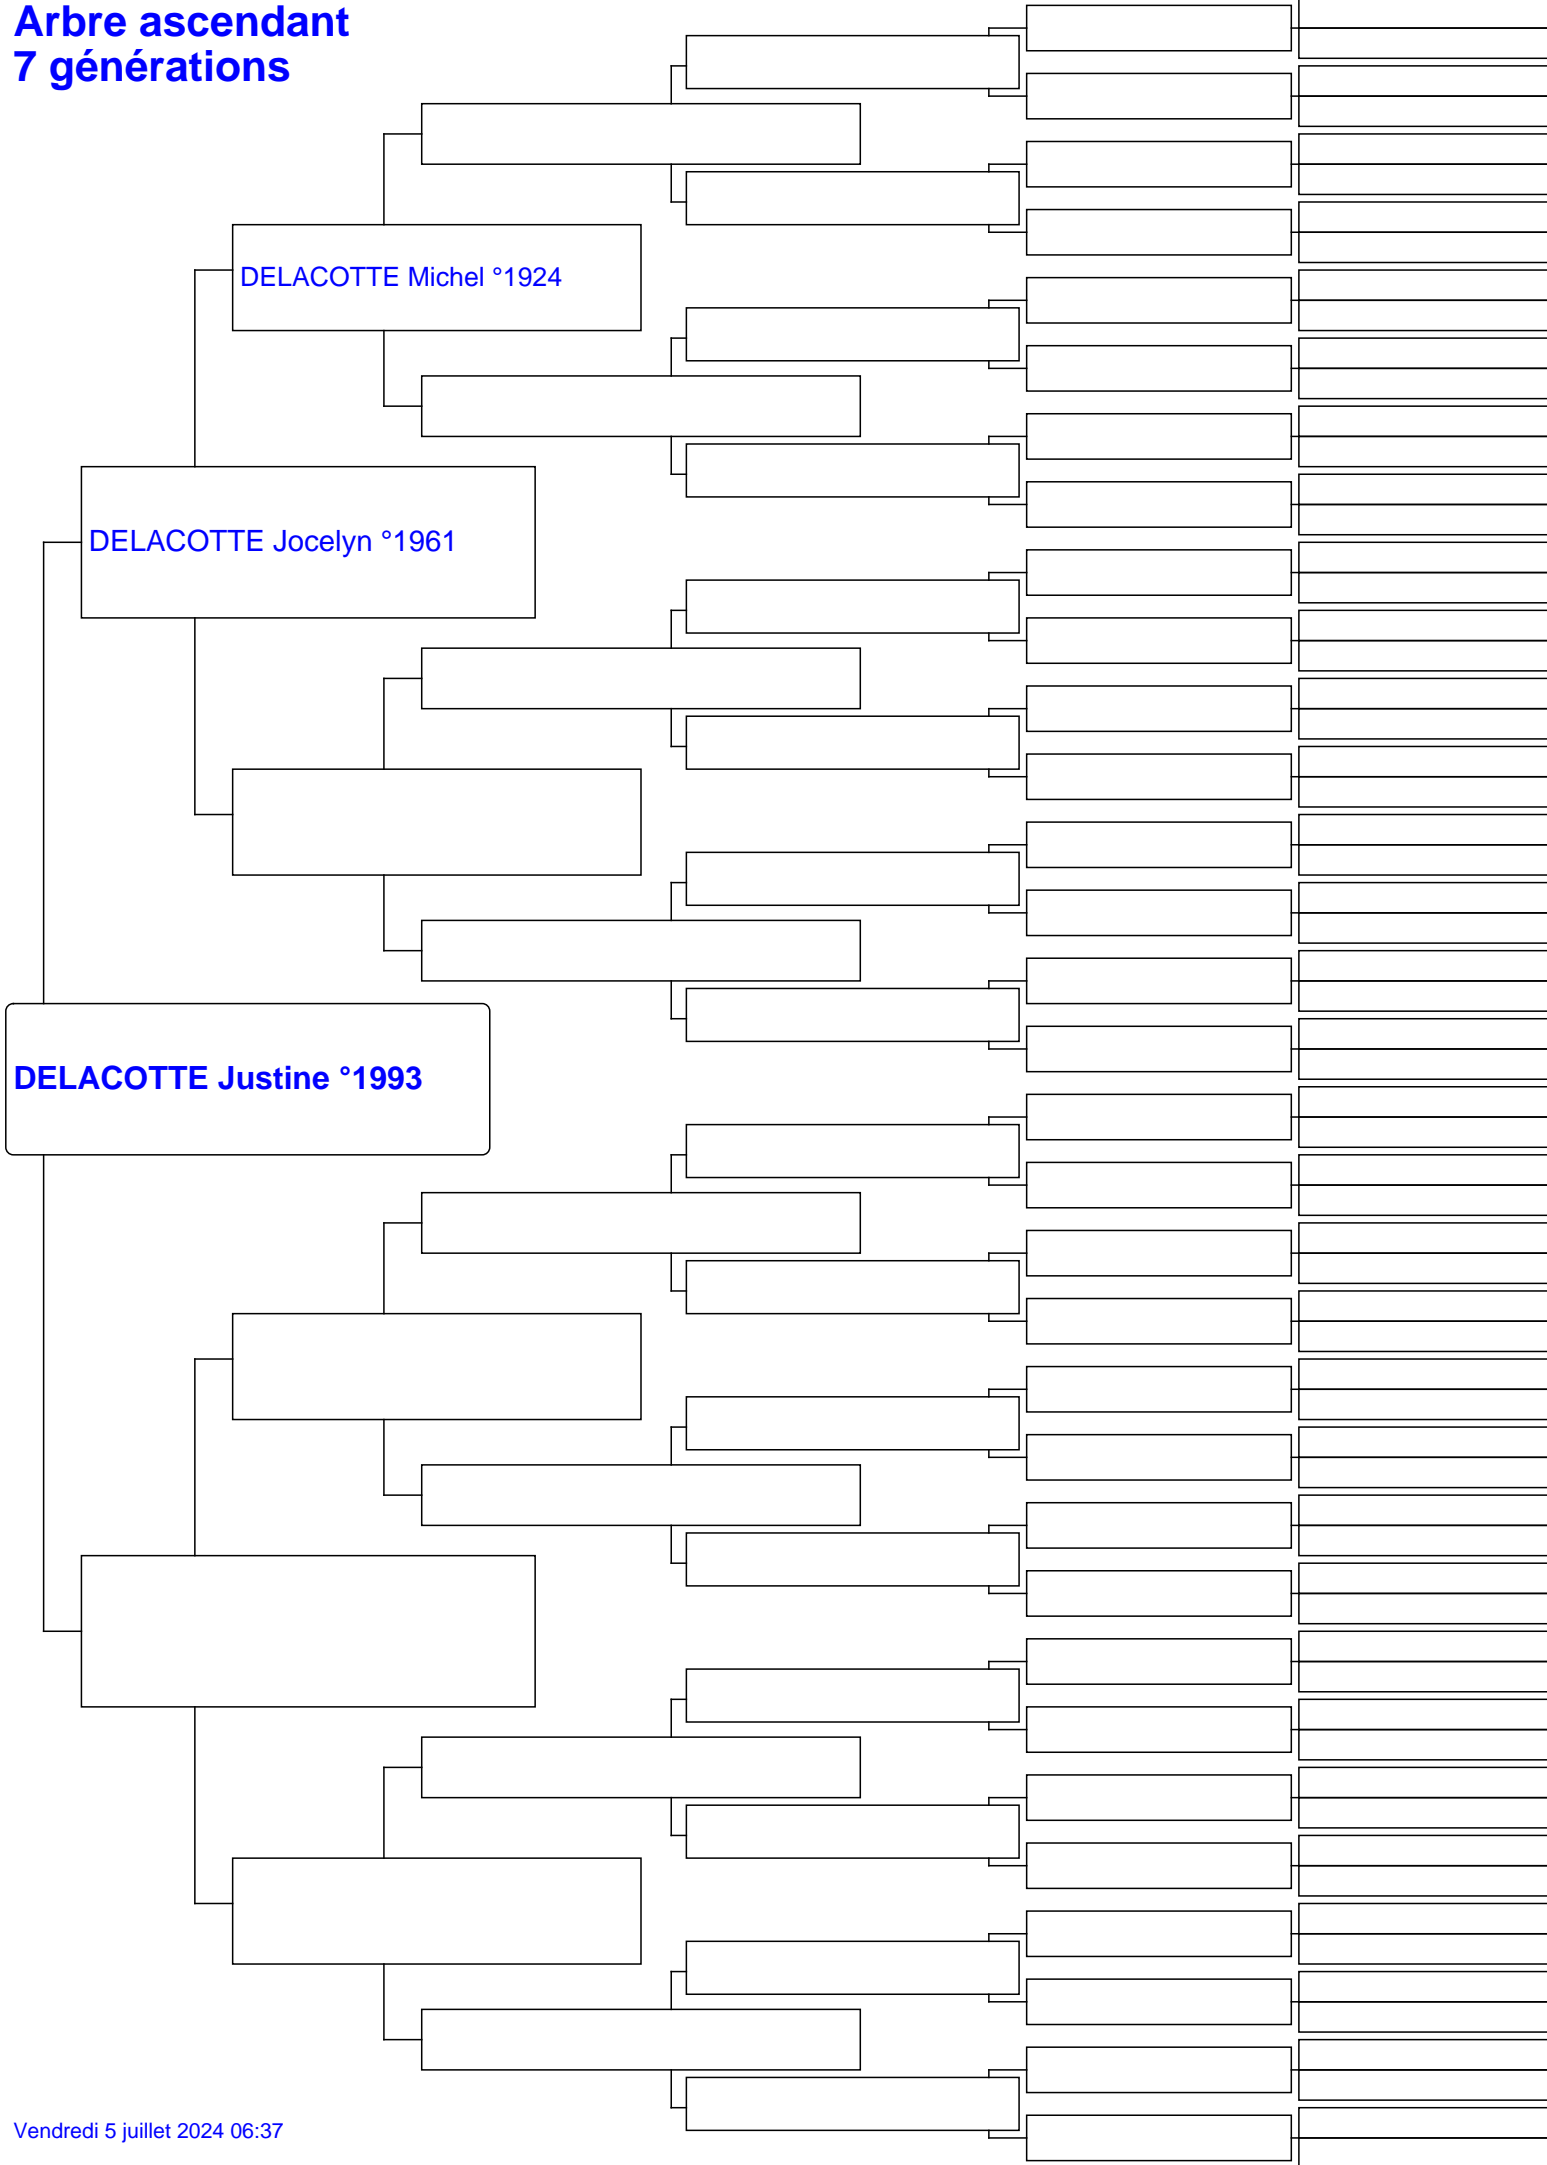 Arbre ascendant
7 générations
DELACOTTE Michel °1924
DELACOTTE Jocelyn °1961
DELACOTTE Justine °1993
Vendredi 5 juillet 2024 06:37